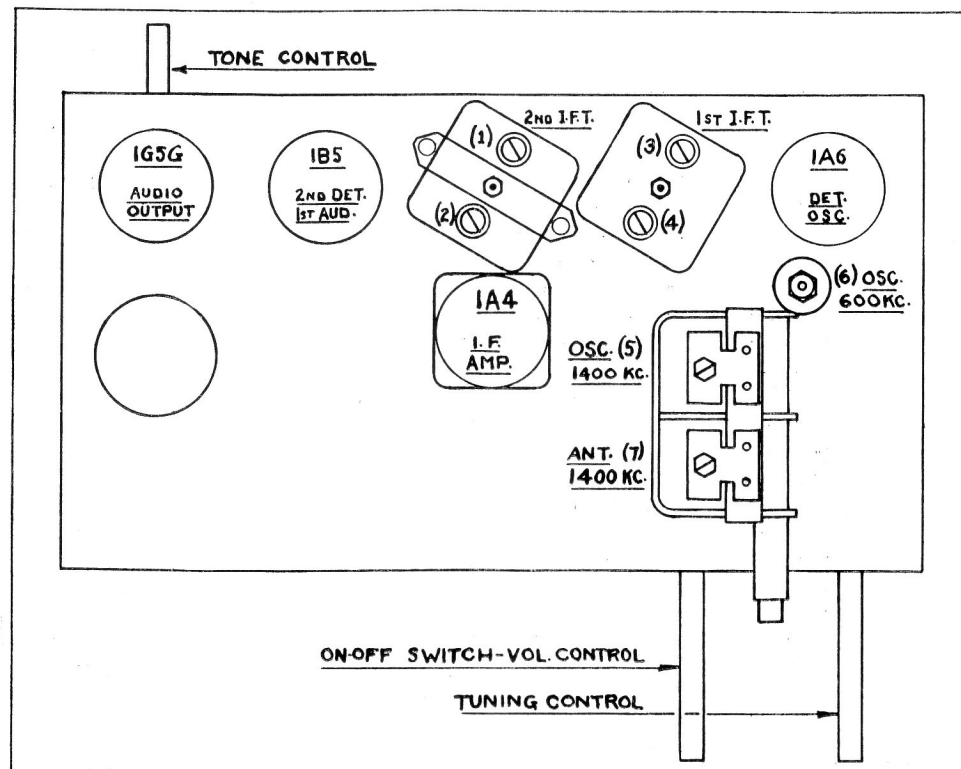 TONE CONTROL
1G5G
AUDIO
OUTPUT
1B5
2ND DET.
1ST AUD.
2ND I.F.T.
(1)
(2)
1ST I.F.T.
(3)
(4)
1A6
DET.
OSC.
1A4
I.F.
AMP.
(6) OSC.
600 KC.
OSC. (5)
1400 KC.
ANT. (7)
1400 KC.
ON-OFF SWITCH-VOL. CONTROL
TUNING CONTROL